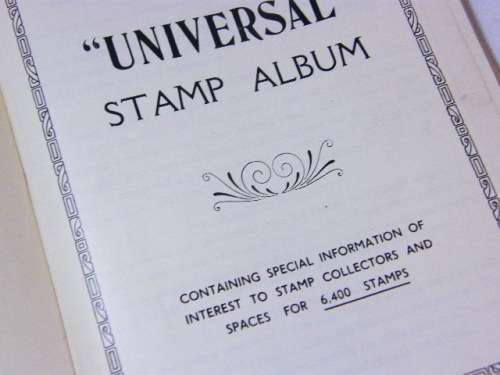 "UNIVERSAL
STAMP ALBUM
CONTAINING SPECIAL INFORMATION OF
INTEREST TO STAMP COLLECTORS AND
SPACES FOR 6,400 STAMPS